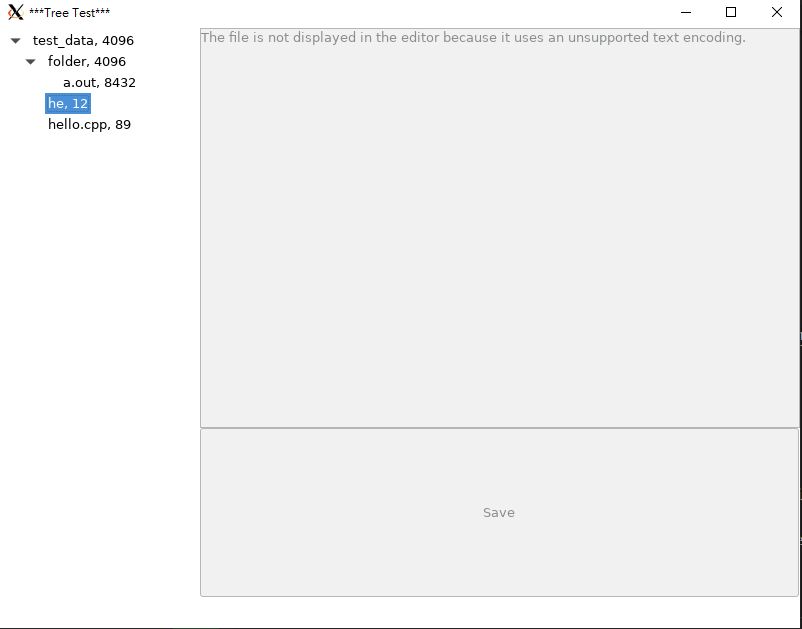 ***Tree Test***
test_data, 4096
folder, 4096
a.out, 8432
he, 12
hello.cpp, 89
The file is not displayed in the editor because it uses an unsupported text encoding.
Save